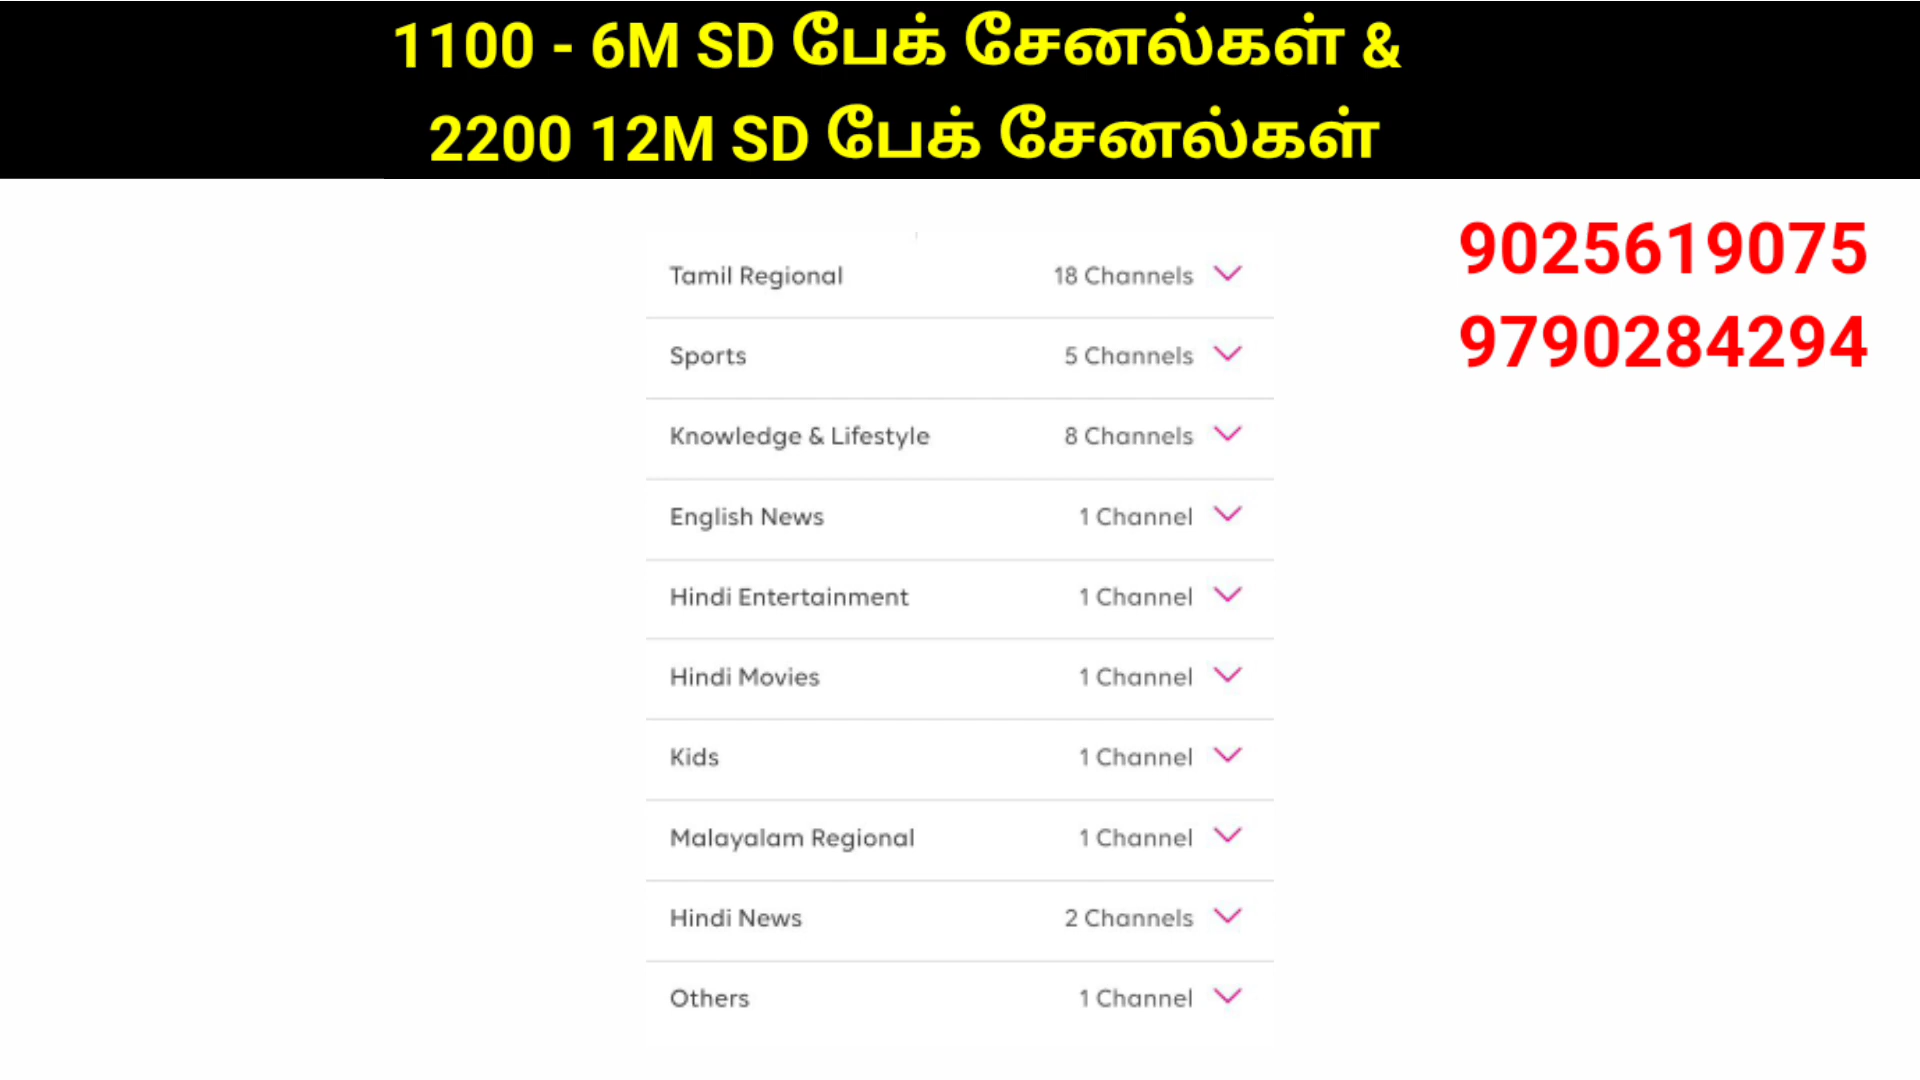 1100 - 6M SD பேக் சேனல்கள் &
2200 12M SD பேக் சேனல்கள்
9025619075
9790284294
Tamil Regional 18 Channels
Sports 5 Channels
Knowledge & Lifestyle 8 Channels
English News 1 Channel
Hindi Entertainment 1 Channel
Hindi Movies 1 Channel
Kids 1 Channel
Malayalam Regional 1 Channel
Hindi News 2 Channels
Others 1 Channel